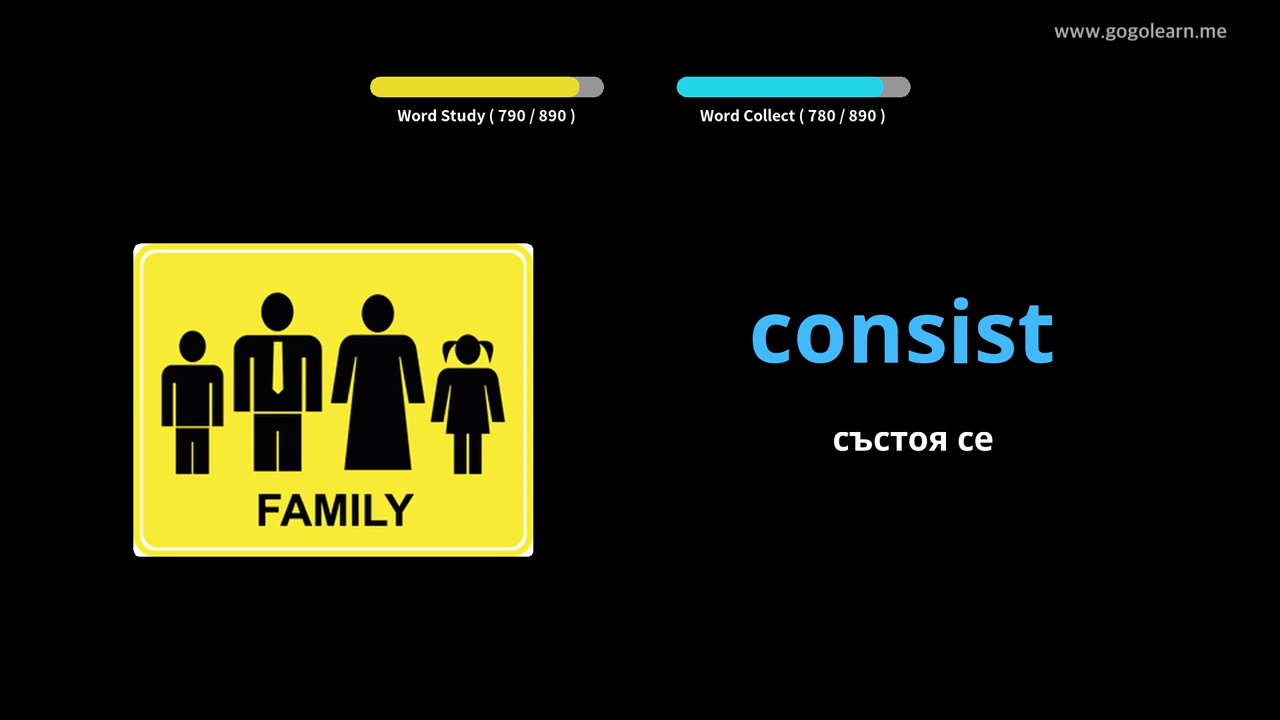 www.gogolearn.me
Word Study ( 790 / 890 )
Word Collect ( 780 / 890 )
consist
състоя се
FAMILY